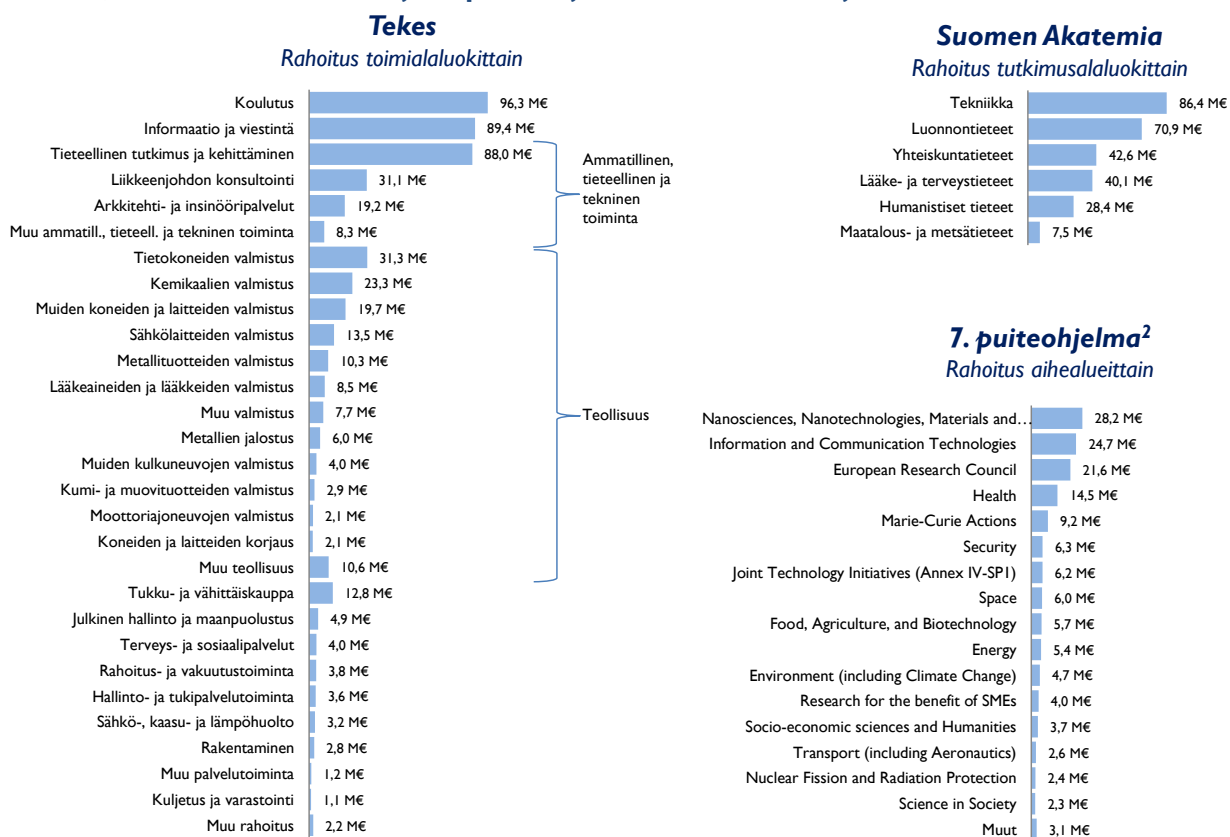 Tekes
Rahoitus toimialaluokittain
Koulutus 96,3 M€
Informaatio ja viestintä 89,4 M€
Tieteellinen tutkimus ja kehittäminen 88,0 M€
Liikkeenjohdon konsultointi 31,1 M€
Arkkitehti- ja insinööripalvelut 19,2 M€
Muu ammatill., tieteell. ja tekninen toiminta 8,3 M€
Ammatillinen,
tieteellinen ja
tekninen
toiminta
Tietokoneiden valmistus 31,3 M€
Kemikaalien valmistus 23,3 M€
Muiden koneiden ja laitteiden valmistus 19,7 M€
Sähkölaitteiden valmistus 13,5 M€
Metallituotteiden valmistus 10,3 M€
Lääkeaineiden ja lääkkeiden valmistus 8,5 M€
Muu valmistus 7,7 M€
Metallien jalostus 6,0 M€
Muiden kulkuneuvojen valmistus 4,0 M€
Kumi- ja muovituotteiden valmistus 2,9 M€
Moottoriajoneuvojen valmistus 2,1 M€
Koneiden ja laitteiden korjaus 2,1 M€
Muu teollisuus 10,6 M€
Teollisuus
Tukku- ja vähittäiskauppa 12,8 M€
Julkinen hallinto ja maanpuolustus 4,9 M€
Terveys- ja sosiaalipalvelut 4,0 M€
Rahoitus- ja vakuutustoiminta 3,8 M€
Hallinto- ja tukipalvelutoiminta 3,6 M€
Sähkö-, kaasu- ja lämpöhuolto 3,2 M€
Rakentaminen 2,8 M€
Muu palvelutoiminta 1,2 M€
Kuljetus ja varastointi 1,1 M€
Muu rahoitus 2,2 M€
Suomen Akatemia
Rahoitus tutkimusalaluokittain
Tekniikka 86,4 M€
Luonnontieteet 70,9 M€
Yhteiskuntatieteet 42,6 M€
Lääke- ja terveystieteet 40,1 M€
Humanistiset tieteet 28,4 M€
Maatalous- ja metsätieteet 7,5 M€
7. puiteohjelma²
Rahoitus aihealueittain
Nanosciences, Nanotechnologies, Materials and… 28,2 M€
Information and Communication Technologies 24,7 M€
European Research Council 21,6 M€
Health 14,5 M€
Marie-Curie Actions 9,2 M€
Security 6,3 M€
Joint Technology Initiatives (Annex IV-SP1) 6,2 M€
Space 6,0 M€
Food, Agriculture, and Biotechnology 5,7 M€
Energy 5,4 M€
Environment (including Climate Change) 4,7 M€
Research for the benefit of SMEs 4,0 M€
Socio-economic sciences and Humanities 3,7 M€
Transport (including Aeronautics) 2,6 M€
Nuclear Fission and Radiation Protection 2,4 M€
Science in Society 2,3 M€
Muut 3,1 M€